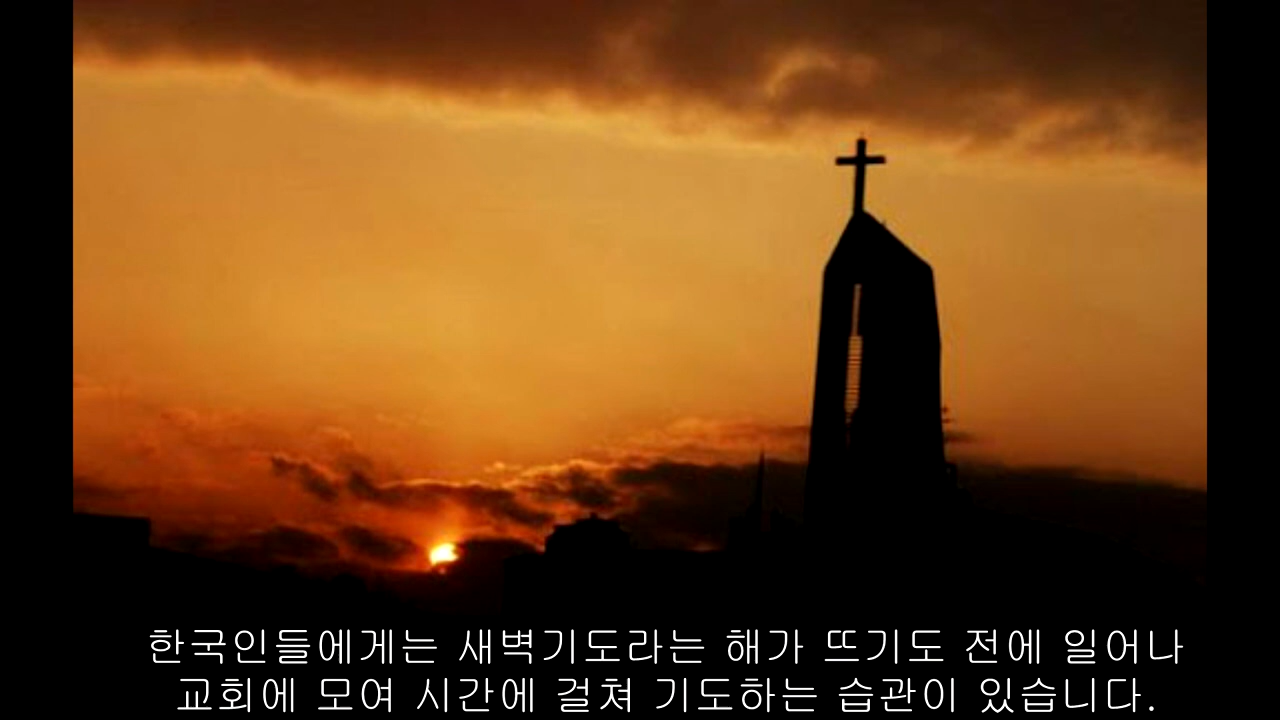 한국인들에게는 새벽기도라는 해가 뜨기도 전에 일어나
교회에 모여 시간에 걸쳐 기도하는 습관이 있습니다.